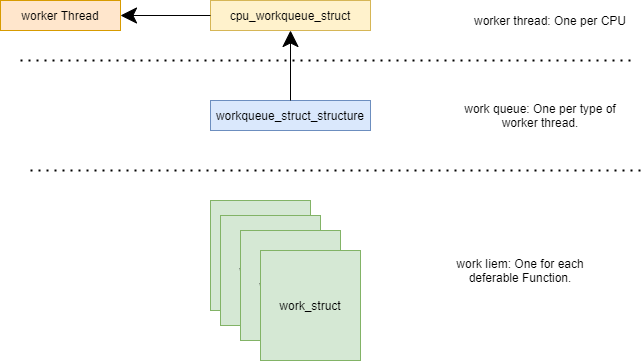 worker Thread
cpu_workqueue_struct
worker thread: One per CPU
workqueue_struct_structure
work queue: One per type of
worker thread.
work liem: One for each
deferable Function.
work_struct